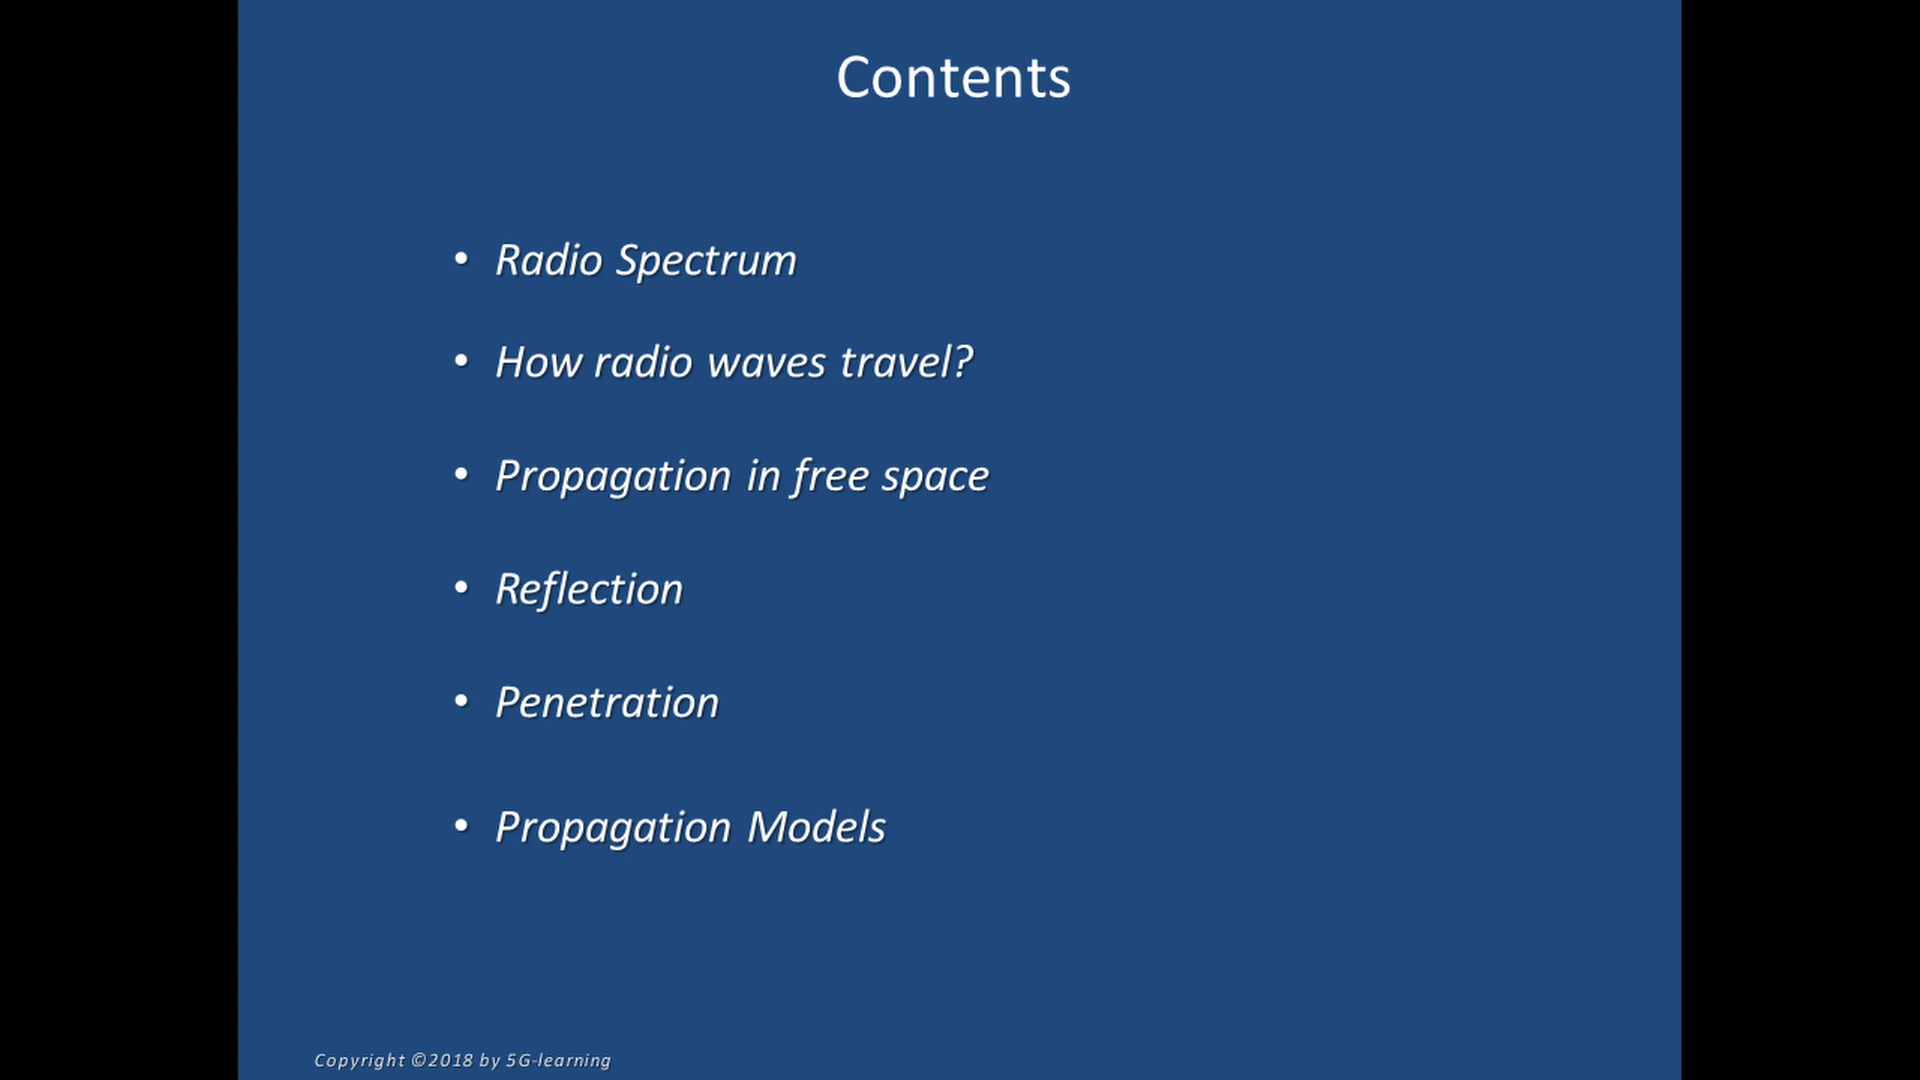 Contents
• Radio Spectrum
• How radio waves travel?
• Propagation in free space
• Reflection
• Penetration
• Propagation Models
Copyright ©2018 by 5G-learning